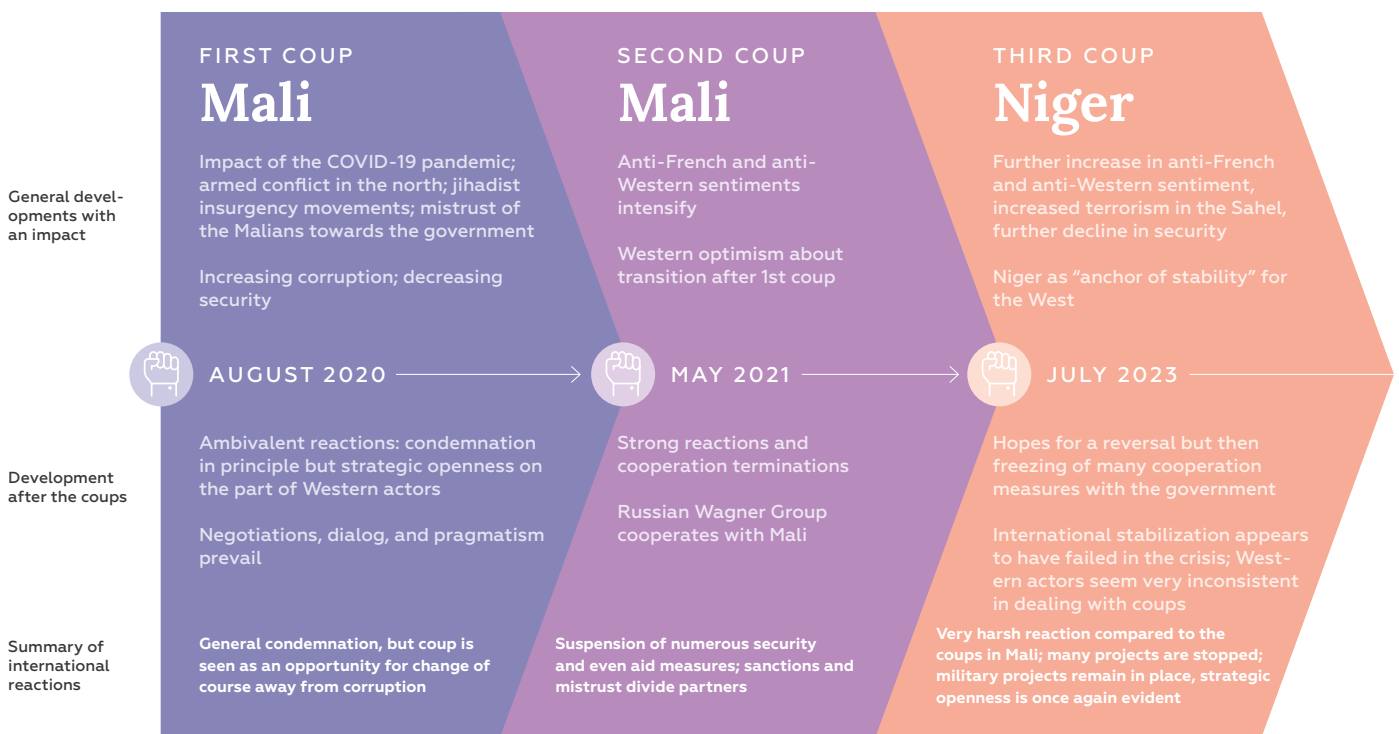 FIRST COUP
Mali
SECOND COUP
Mali
THIRD COUP
Niger
General devel-
opments with
an impact
Impact of the COVID-19 pandemic;
armed conflict in the north; jihadist
insurgency movements; mistrust of
the Malians towards the government
Increasing corruption; decreasing
security
Anti-French and anti-
Western sentiments
intensify
Western optimism about
transition after 1st coup
Further increase in anti-French
and anti-Western sentiment,
increased terrorism in the Sahel,
further decline in security
Niger as “anchor of stability” for
the West
AUGUST 2020
MAY 2021
JULY 2023
Development
after the coups
Ambivalent reactions: condemnation
in principle but strategic openness on
the part of Western actors
Negotiations, dialog, and pragmatism
prevail
Strong reactions and
cooperation terminations
Russian Wagner Group
cooperates with Mali
Hopes for a reversal but then
freezing of many cooperation
measures with the government
International stabilization appears
to have failed in the crisis; West-
ern actors seem very inconsistent
in dealing with coups
Summary of
international
reactions
General condemnation, but coup is
seen as an opportunity for change of
course away from corruption
Suspension of numerous security
and even aid measures; sanctions and
mistrust divide partners
Very harsh reaction compared to the
coups in Mali; many projects are stopped;
military projects remain in place, strategic
openness is once again evident